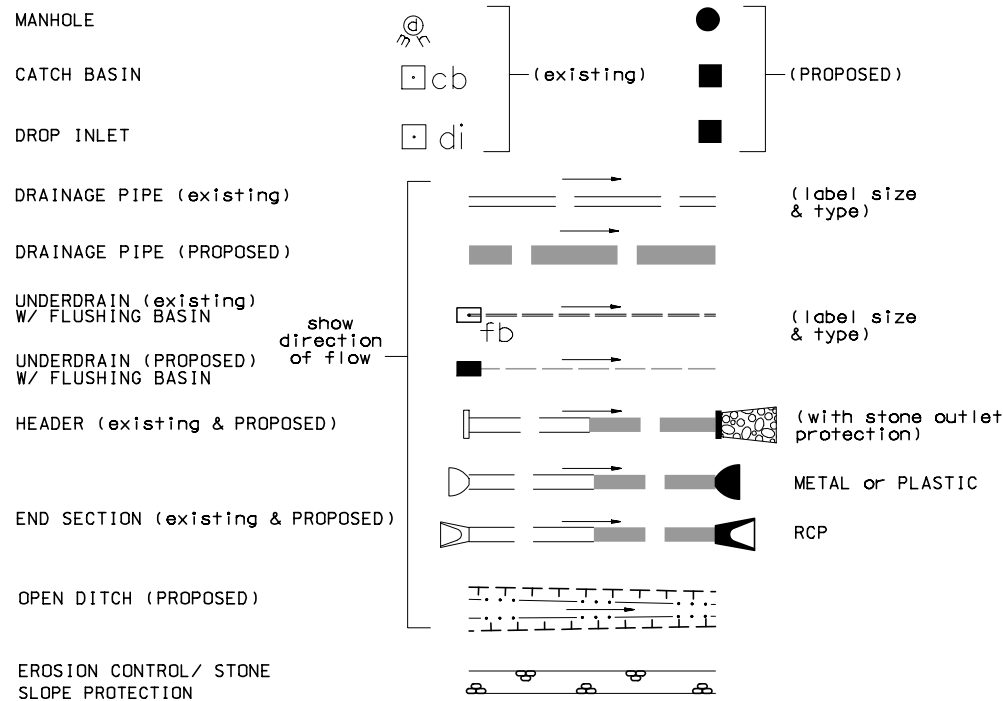 MANHOLE
d
m r
CATCH BASIN
cb
(existing)
(PROPOSED)
DROP INLET
di
DRAINAGE PIPE (existing)
(label size
& type)
DRAINAGE PIPE (PROPOSED)
UNDERDRAIN (existing)
W/ FLUSHING BASIN
fb
(label size
& type)
show
direction
of flow
UNDERDRAIN (PROPOSED)
W/ FLUSHING BASIN
HEADER (existing & PROPOSED)
(with stone outlet
protection)
METAL or PLASTIC
END SECTION (existing & PROPOSED)
RCP
OPEN DITCH (PROPOSED)
EROSION CONTROL/ STONE
SLOPE PROTECTION